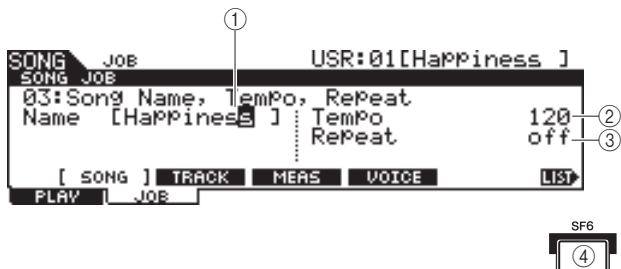 ①
SONG JOB USR:01[Happiness ]
SONG JOB
03:Song Name, Tempo, Repeat
Name [Happiness ] Tempo 120 ②
Repeat off ③
[ SONG ] TRACK MEAS VOICE LIST
PLAY JOB
SF6
④